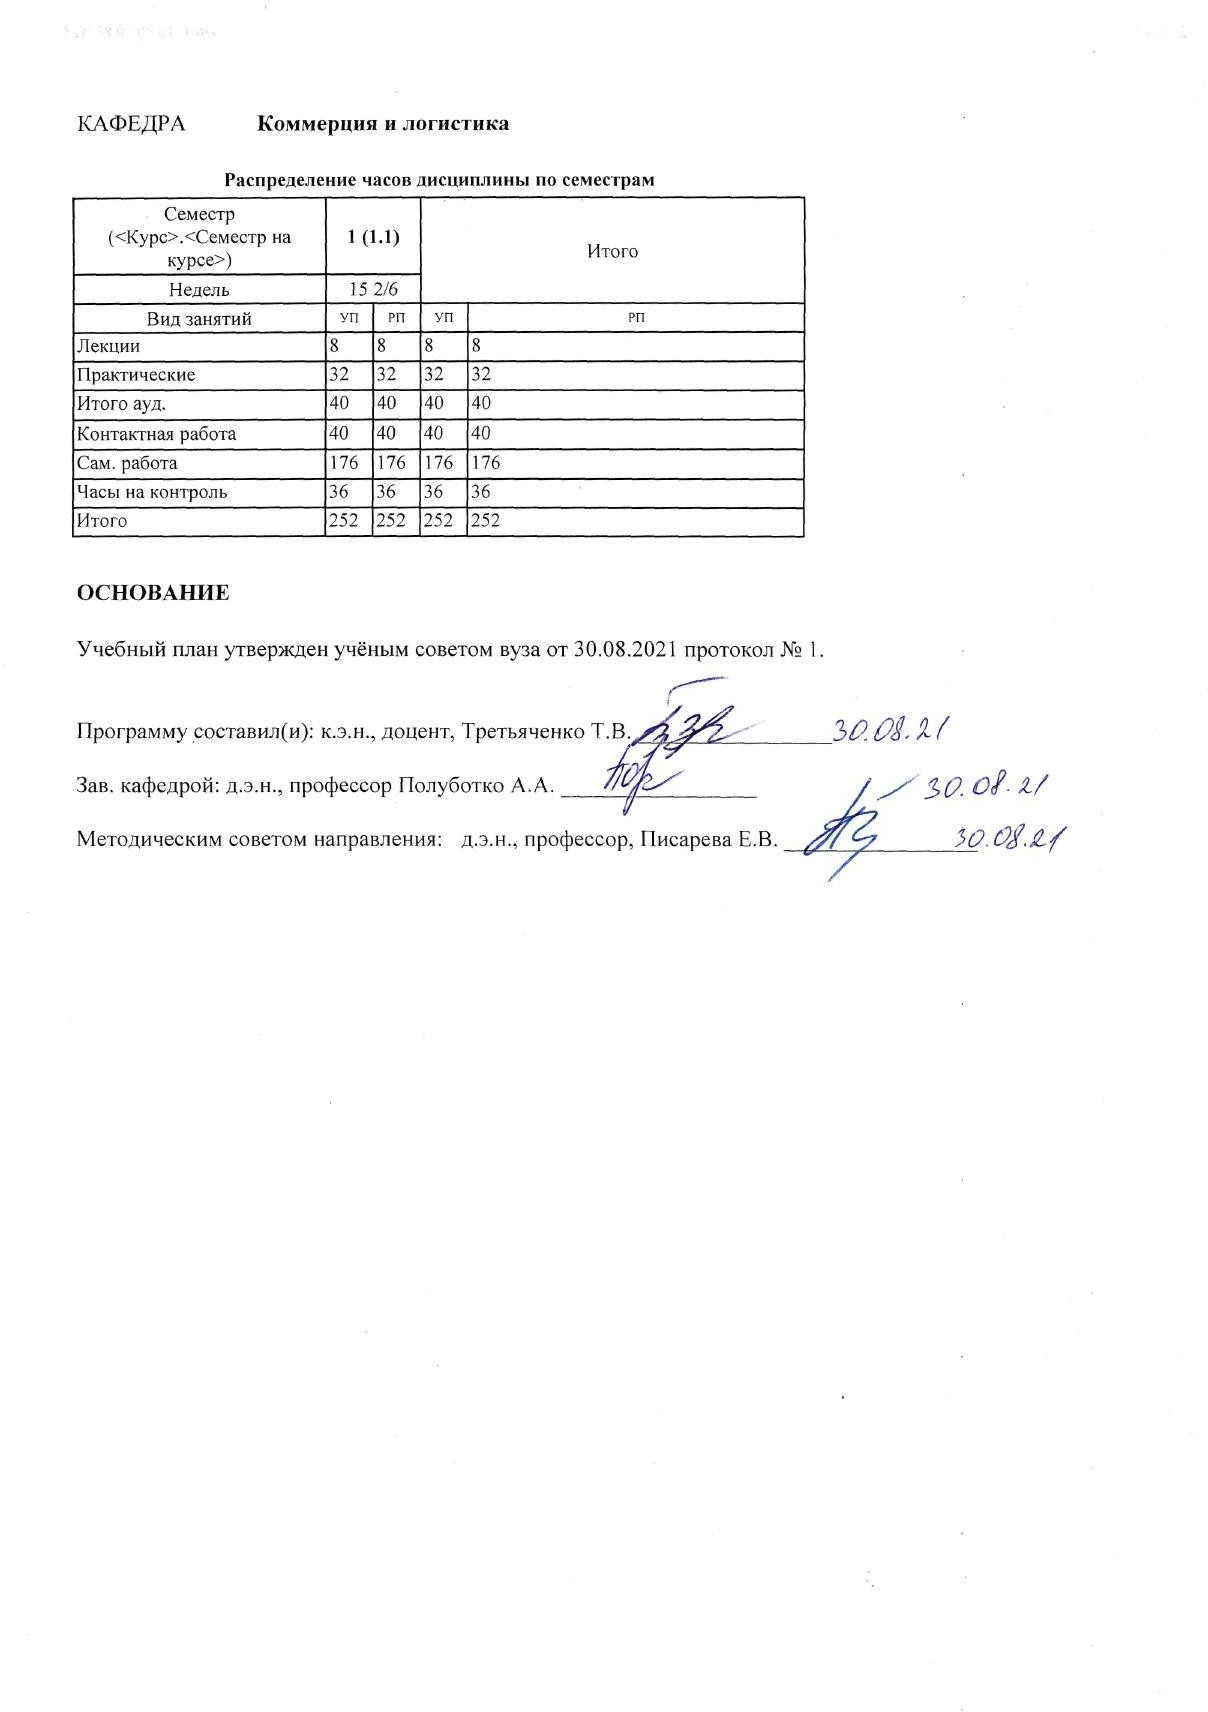 КАФЕДРА Коммерция и логистика
Распределение часов дисциплины по семестрам
Семестр
(<Курс>.<Семестр на
курсе>)
1 (1.1)
Итого
Недель 15 2/6
Вид занятий УП РП УП РП
Лекции 8 8 8 8
Практические 32 32 32 32
Итого ауд. 40 40 40 40
Контактная работа 40 40 40 40
Сам. работа 176 176 176 176
Часы на контроль 36 36 36 36
Итого 252 252 252 252
ОСНОВАНИЕ
Учебный план утвержден учёным советом вуза от 30.08.2021 протокол № 1.
Программу составил(и): к.э.н., доцент, Третьяченко Т.В. 30.08.21
Зав. кафедрой: д.э.н., профессор Полуботко А.А. 30.08.21
Методическим советом направления: д.э.н., профессор, Писарева Е.В. 30.08.21